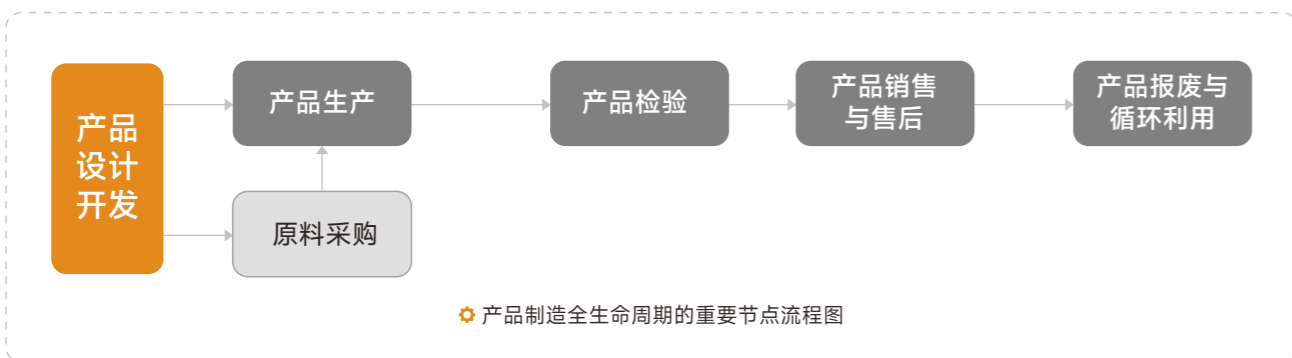 产品
设计
开发
产品生产
原料采购
产品检验
产品销售
与售后
产品报废与
循环利用
产品制造全生命周期的重要节点流程图